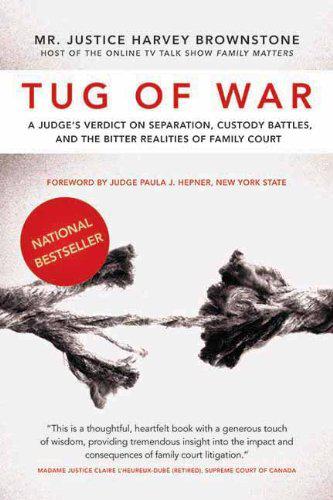 MR. JUSTICE HARVEY BROWNSTONE
HOST OF THE ONLINE TV TALK SHOW FAMILY MATTERS
TUG OF WAR
A JUDGE'S VERDICT ON SEPARATION, CUSTODY BATTLES,
AND THE BITTER REALITIES OF FAMILY COURT
FOREWORD BY JUDGE PAULA J. HEPNER, NEW YORK STATE
NATIONAL
BESTSELLER
"This is a thoughtful, heartfelt book with a generous touch
of wisdom, providing tremendous insight into the impact and
consequences of family court litigation."
MADAME JUSTICE CLAIRE L'HEUREUX-DUBÉ (RETIRED), SUPREME COURT OF CANADA